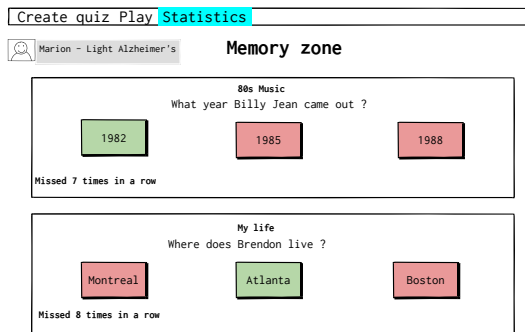 Create quiz Play Statistics
Marion - Light Alzheimer's
Memory zone
80s Music
What year Billy Jean came out ?
1982 1985 1988
Missed 7 times in a row
My life
Where does Brendon live ?
Montreal Atlanta Boston
Missed 8 times in a row